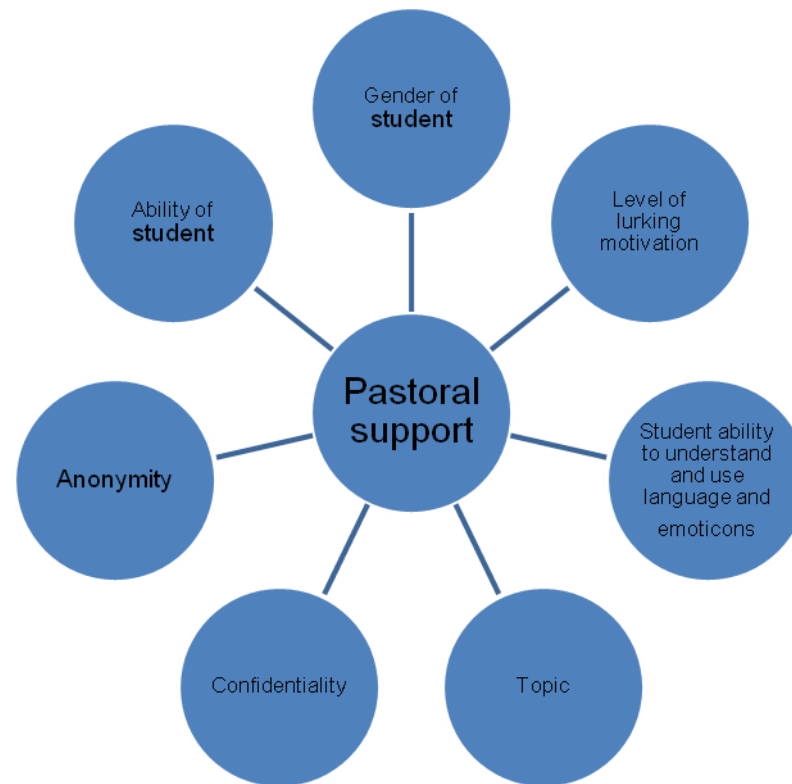 Gender of
student
Ability of
student
Level of
lurking
motivation
Pastoral
support
Anonymity
Student ability
to understand
and use
language and
emoticons
Confidentiality
Topic